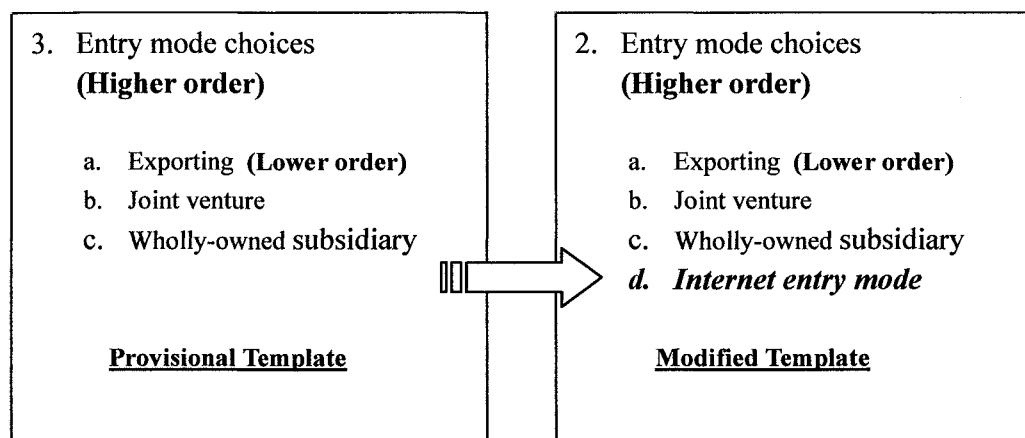 3. Entry mode choices
(Higher order)
a. Exporting (Lower order)
b. Joint venture
c. Wholly-owned subsidiary
Provisional Template
2. Entry mode choices
(Higher order)
a. Exporting (Lower order)
b. Joint venture
c. Wholly-owned subsidiary
d. Internet entry mode
Modified Template